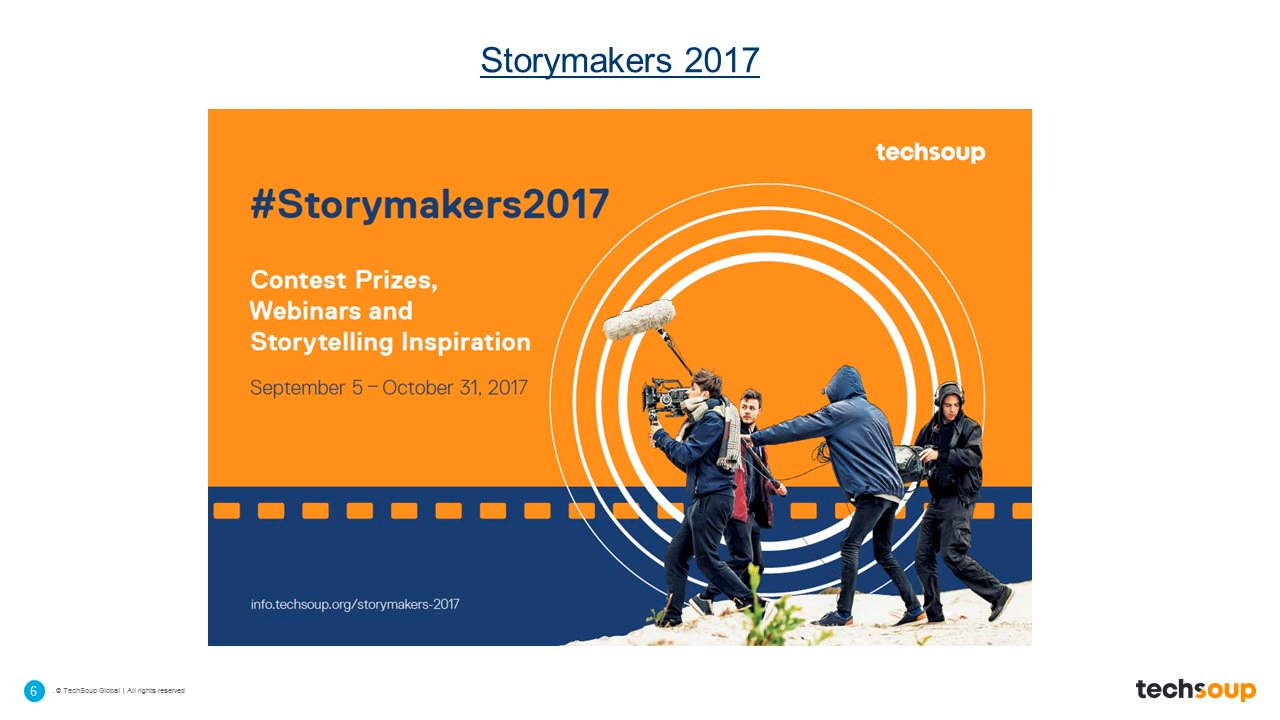 Storymakers 2017
techsoup
#Storymakers2017
Contest Prizes,
Webinars and
Storytelling Inspiration
September 5 – October 31, 2017
info.techsoup.org/storymakers-2017
6
. © TechSoup Global | All rights reserved
techsoup